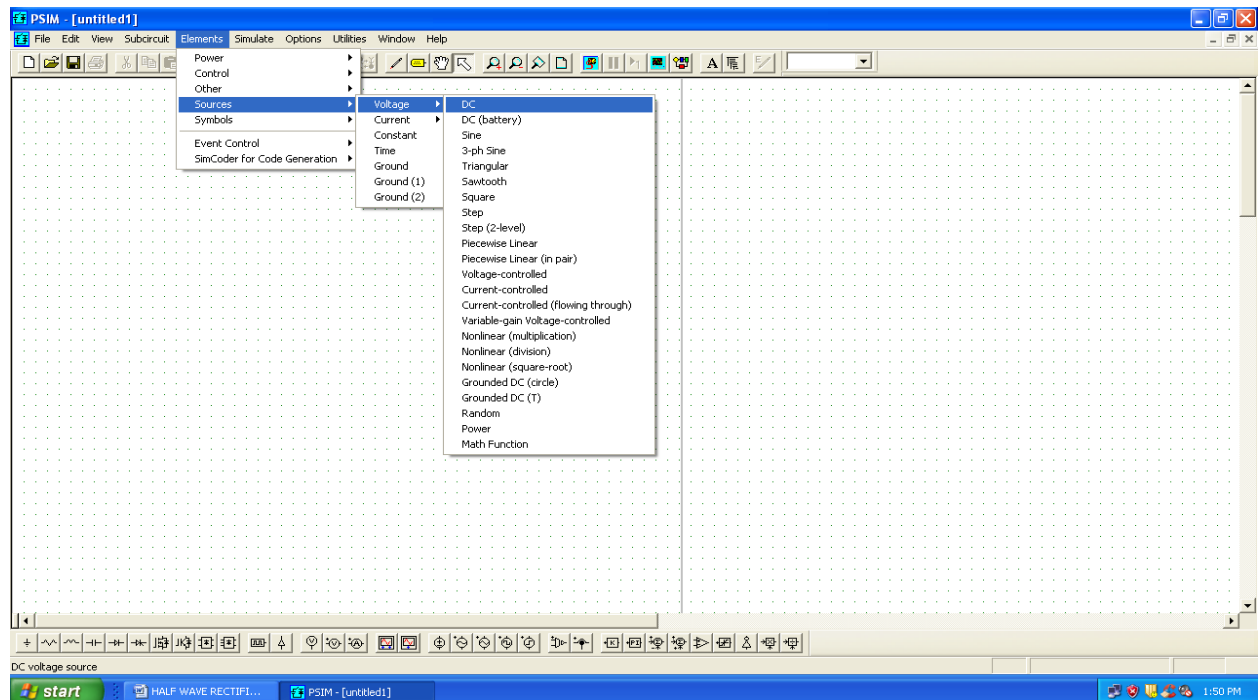 PSIM - [untitled1]
File Edit View Subcircuit Elements Simulate Options Utilities Window Help
Power
Control
Other
Sources
Symbols
Event Control
SimCoder for Code Generation
Voltage
Current
Constant
Time
Ground
Ground (1)
Ground (2)
DC
DC (battery)
Sine
3-ph Sine
Triangular
Sawtooth
Square
Step
Step (2-level)
Piecewise Linear
Piecewise Linear (in pair)
Voltage-controlled
Current-controlled
Current-controlled (flowing through)
Variable-gain Voltage-controlled
Nonlinear (multiplication)
Nonlinear (division)
Nonlinear (square-root)
Grounded DC (circle)
Grounded DC (T)
Random
Power
Math Function
DC voltage source
start HALF WAVE RECTIFI... PSIM - [untitled1] 1:50 PM